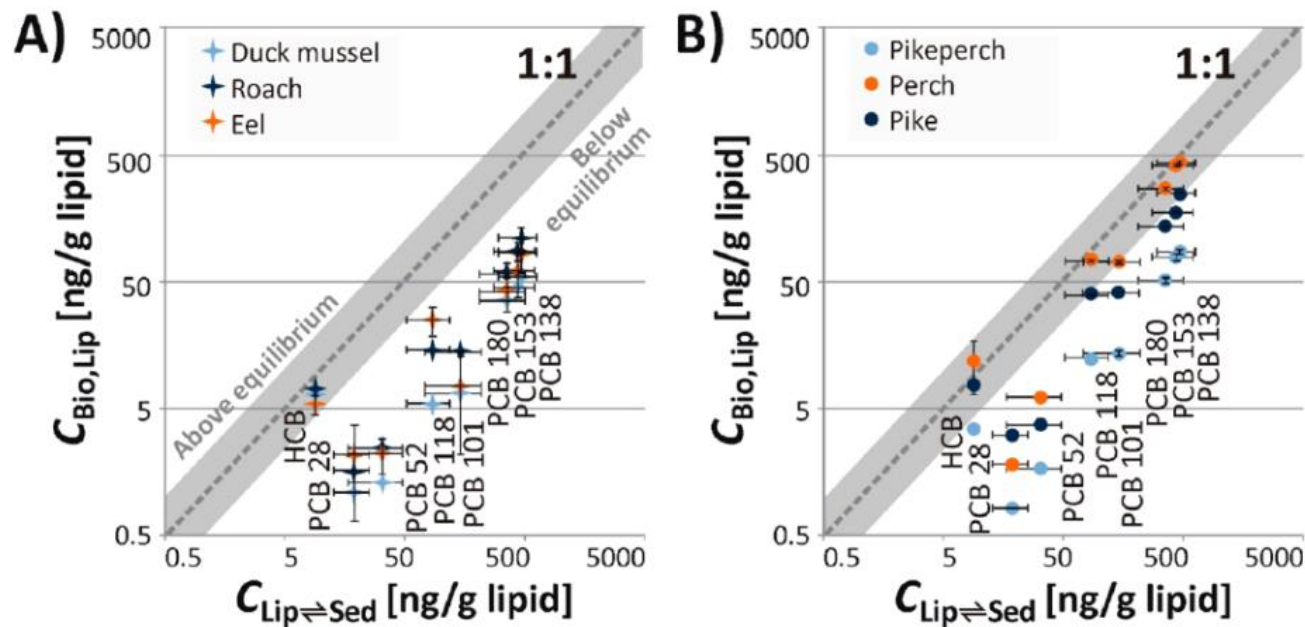 A)
5000
500
50
5
0.5
C Bio,Lip [ng/g lipid]
Duck mussel
Roach
Eel
1:1
Above equilibrium
Below
equilibrium
HCB
PCB 28
PCB 52
PCB 118
PCB 101
PCB 180
PCB 153
PCB 138
0.5
5
50
500
5000
C Lip⇌Sed [ng/g lipid]
B)
5000
500
50
5
0.5
C Bio,Lip [ng/g lipid]
Pikeperch
Perch
Pike
1:1
HCB
PCB 28
PCB 52
PCB 118
PCB 101
PCB 180
PCB 153
PCB 138
0.5
5
50
500
5000
C Lip⇌Sed [ng/g lipid]